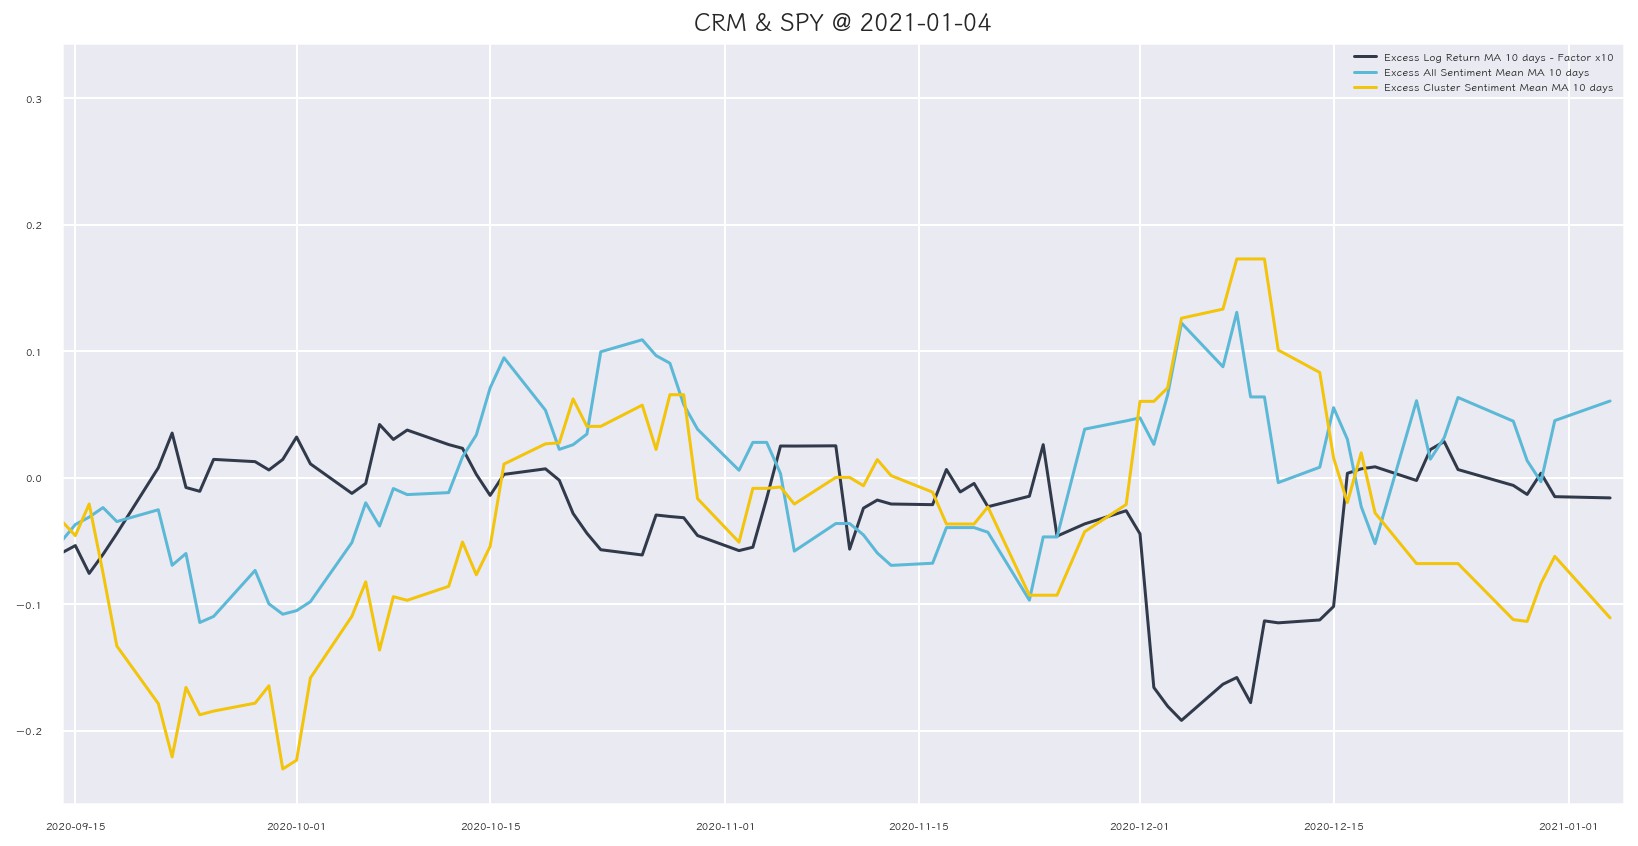 CRM & SPY @ 2021-01-04
Excess Log Return MA 10 days - Factor x10
Excess All Sentiment Mean MA 10 days
Excess Cluster Sentiment Mean MA 10 days
0.3
0.2
0.1
0.0
−0.1
−0.2
2020-09-15 2020-10-01 2020-10-15 2020-11-01 2020-11-15 2020-12-01 2020-12-15 2021-01-01